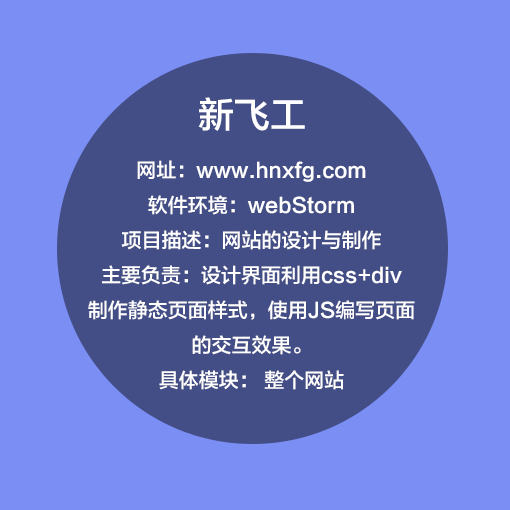 新飞工
网址：www.hnxfg.com
软件环境：webStorm
项目描述：网站的设计与制作
主要负责：设计界面利用css+div
制作静态页面样式，使用JS编写页面
的交互效果。
具体模块： 整个网站